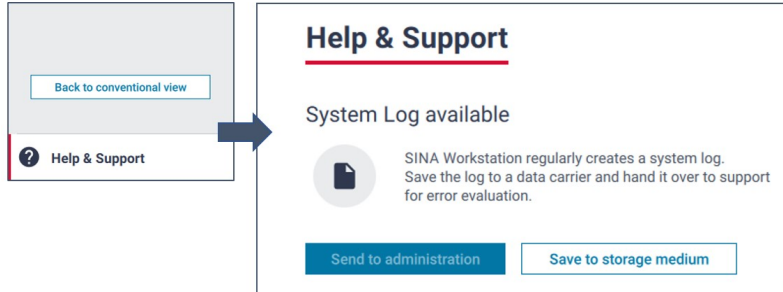 Back to conventional view
Help & Support
Help & Support
System Log available
SINA Workstation regularly creates a system log.
Save the log to a data carrier and hand it over to support
for error evaluation.
Send to administration
Save to storage medium